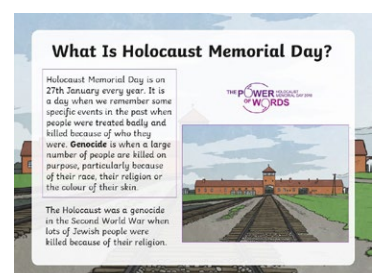 What Is Holocaust Memorial Day?
Holocaust Memorial Day is on
27th January every year. It is
a day when we remember some
specific events in the past when
people were treated badly and
killed because of who they
were. Genocide is when a large
number of people are killed on
purpose, particularly because
of their race, their religion or
the colour of their skin.
The Holocaust was a genocide
in the Second World War when
lots of Jewish people were
killed because of their religion.
THE POWER
OF WORDS
HOLOCAUST
MEMORIAL DAY 2018